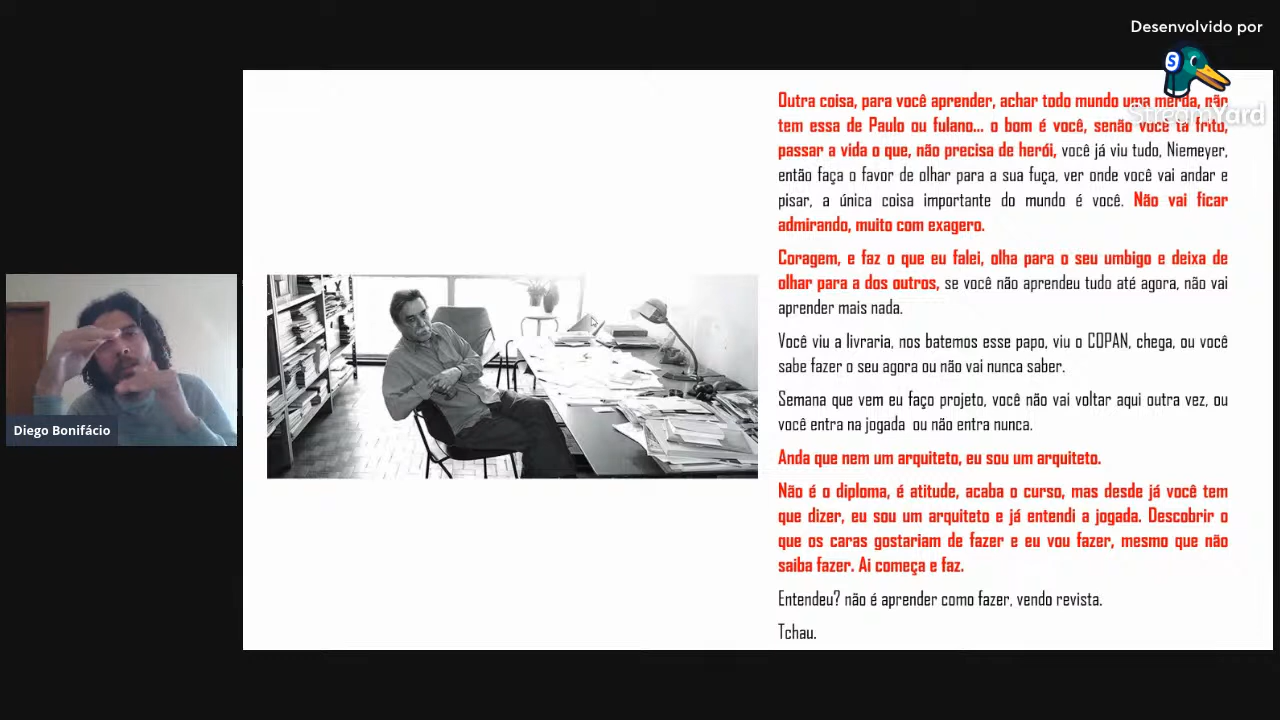 Desenvolvido por
S
StreamYard
Outra coisa, para você aprender, achar todo mundo uma merda, não
tem essa de Paulo ou fulano... o bom é você, senão você tá frito,
passar a vida o que, não precisa de herói, você já viu tudo, Niemeyer,
então faça o favor de olhar para a sua fuça, ver onde você vai andar e
pisar, a única coisa importante do mundo é você. Não vai ficar
admirando, muito com exagero.
Coragem, e faz o que eu falei, olha para o seu umbigo e deixa de
olhar para a dos outros, se você não aprendeu tudo até agora, não vai
aprender mais nada.
Você viu a livraria, nos batemos esse papo, viu o COPAN, chega, ou você
sabe fazer o seu agora ou não vai nunca saber.
Semana que vem eu faço projeto, você não vai voltar aqui outra vez, ou
você entra na jogada ou não entra nunca.
Anda que nem um arquiteto, eu sou um arquiteto.
Não é o diploma, é atitude, acaba o curso, mas desde já você tem
que dizer, eu sou um arquiteto e já entendi a jogada. Descobrir o
que os caras gostariam de fazer e eu vou fazer, mesmo que não
saiba fazer. Ai começa e faz.
Entendeu? não é aprender como fazer, vendo revista.
Tchau.
Diego Bonifácio